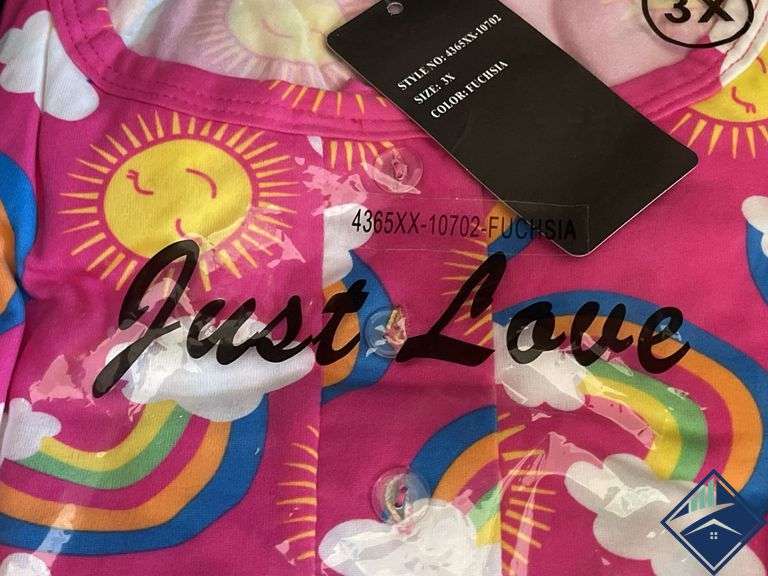 3X
STYLE NO: 4365XX-10702
SIZE: 3X
COLOR: FUCHSIA
4365XX-10702-FUCHSIA
Just Love